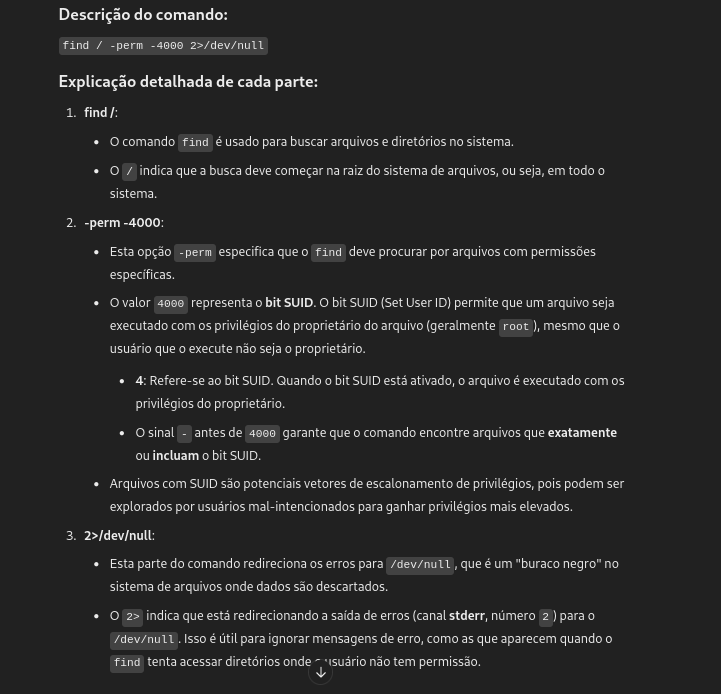 Descrição do comando:
find / -perm -4000 2>/dev/null
Explicação detalhada de cada parte:
1. find /:
• O comando find é usado para buscar arquivos e diretórios no sistema.
• O / indica que a busca deve começar na raiz do sistema de arquivos, ou seja, em todo o
sistema.
2. -perm -4000:
• Esta opção -perm especifica que o find deve procurar por arquivos com permissões
específicas.
• O valor 4000 representa o bit SUID. O bit SUID (Set User ID) permite que um arquivo seja
executado com os privilégios do proprietário do arquivo (geralmente root), mesmo que o
usuário que o execute não seja o proprietário.
• 4: Refere-se ao bit SUID. Quando o bit SUID está ativado, o arquivo é executado com os
privilégios do proprietário.
• O sinal - antes de 4000 garante que o comando encontre arquivos que exatamente
ou incluam o bit SUID.
• Arquivos com SUID são potenciais vetores de escalonamento de privilégios, pois podem ser
explorados por usuários mal-intencionados para ganhar privilégios mais elevados.
3. 2>/dev/null:
• Esta parte do comando redireciona os erros para /dev/null, que é um "buraco negro" no
sistema de arquivos onde dados são descartados.
• O 2> indica que está redirecionando a saída de erros (canal stderr, número 2) para o
/dev/null. Isso é útil para ignorar mensagens de erro, como as que aparecem quando o
find tenta acessar diretórios onde o usuário não tem permissão.